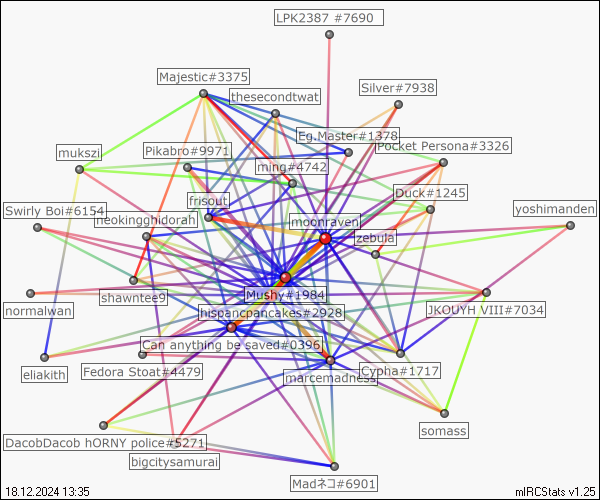 LPK2387 #7690
Majestic#3375
Silver#7938
thesecondtwat
Eg.Master#1378
Pocket Persona#3326
Pikabro#9971
mukszi
ming#4742
Duck#1245
frisout
Swirly Boi#6154
yoshimanden
neokingghidorah
moonraven
zebula
shawntee9
Mushy#1984
normalwan
hispancpancakes#2928
JKOUYH VIII#7034
Can anything be saved#0396
Fedora Stoat#4479
eliakith
marcemadness
Cypha#1717
somass
DacobDacob hORNY police#5271
bigcitysamurai
Madネコ#6901
18.12.2024 13:35
mIRCStats v1.25